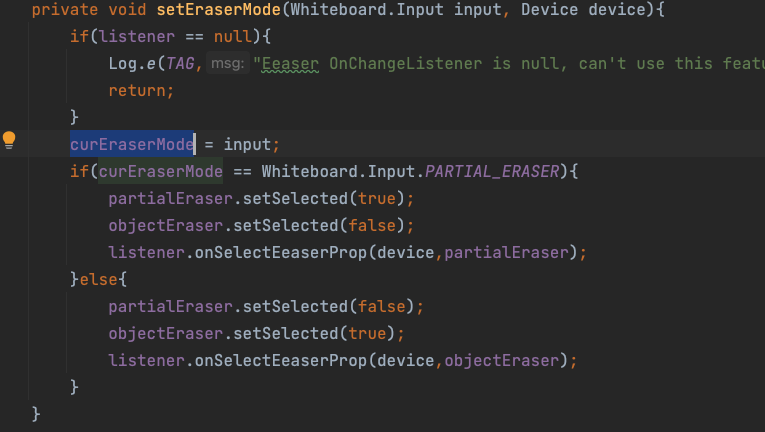 private void setEraserMode(Whiteboard.Input input, Device device){
if(listener == null){
Log.e(TAG, msg: "Eeaser OnChangeListener is null, can't use this featu
return;
}
curEraserMode = input;
if(curEraserMode == Whiteboard.Input.PARTIAL_ERASER){
partialEraser.setSelected(true);
objectEraser.setSelected(false);
listener.onSelectEeaserProp(device,partialEraser);
}else{
partialEraser.setSelected(false);
objectEraser.setSelected(true);
listener.onSelectEeaserProp(device,objectEraser);
}
}